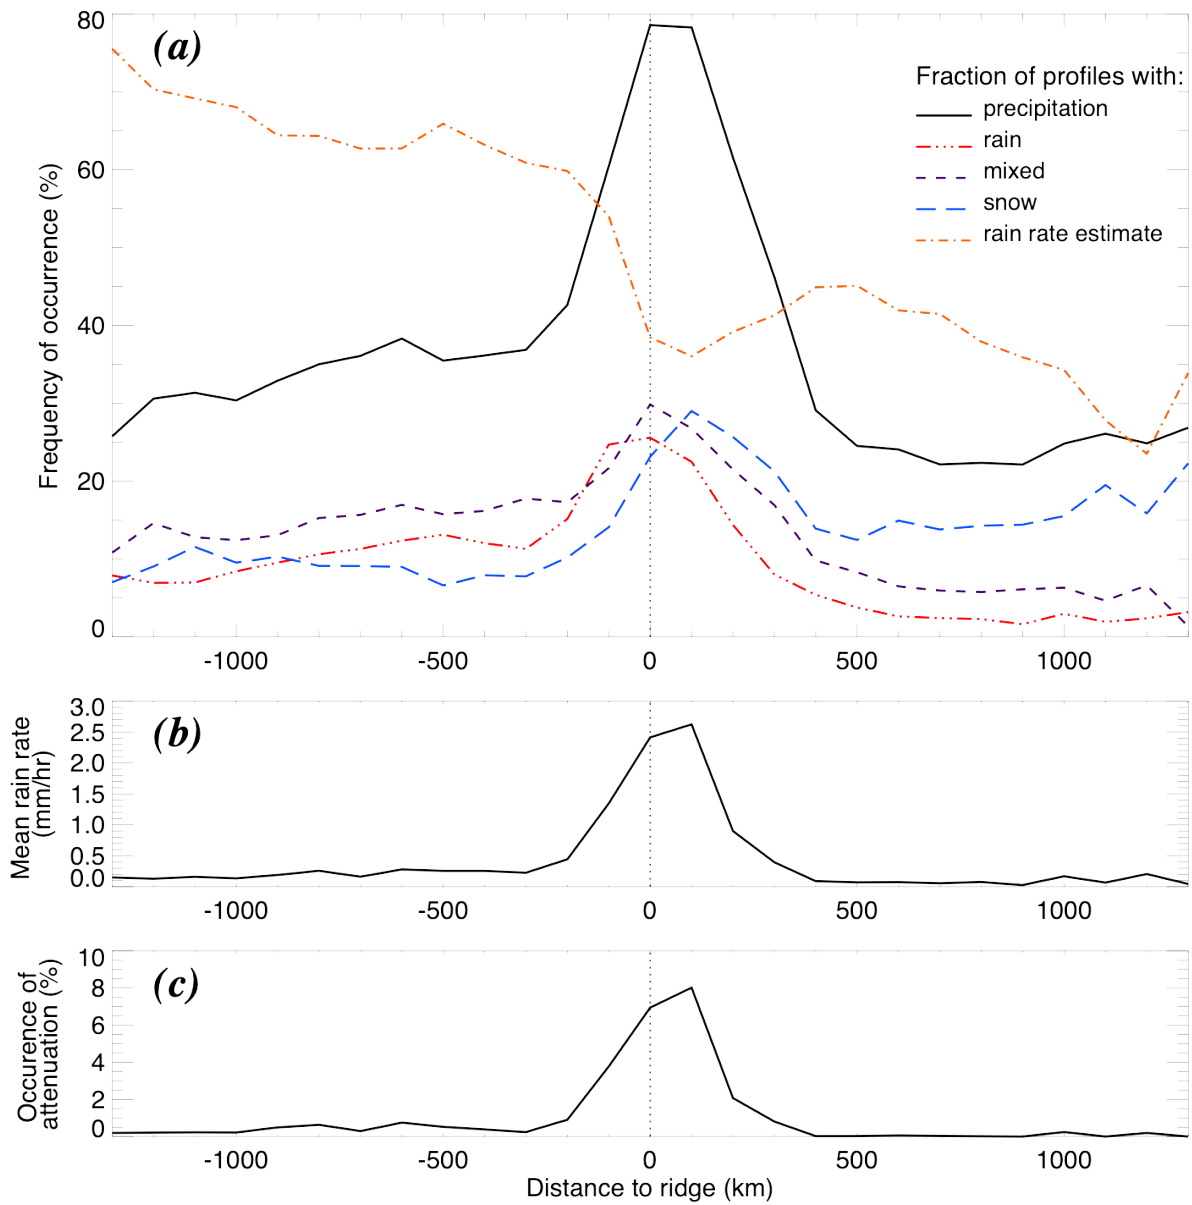 (a)
Fraction of profiles with:
precipitation
rain
mixed
snow
rain rate estimate
Frequency of occurrence (%)
80
60
40
20
0
-1000 -500 0 500 1000
(b)
Mean rain rate
(mm/hr)
3.0
2.5
2.0
1.5
1.0
0.5
0.0
-1000 -500 0 500 1000
(c)
Occurence of
attenuation (%)
10
8
6
4
2
0
-1000 -500 0 500 1000
Distance to ridge (km)